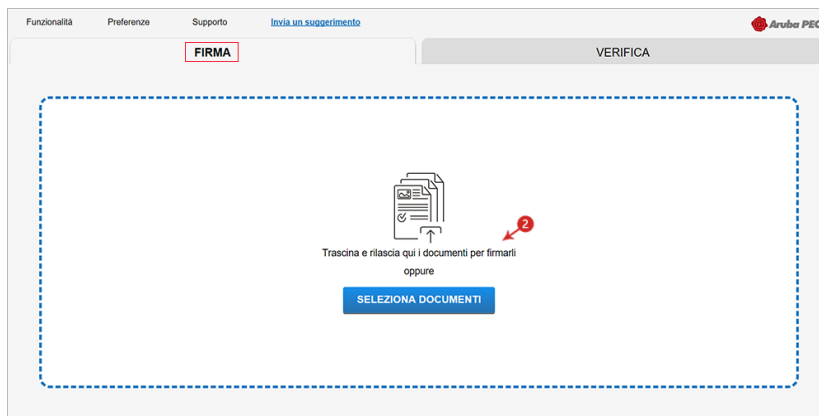 Funzionalità Preferenze Supporto Invia un suggerimento Aruba PEC
FIRMA VERIFICA
2
Trascina e rilascia qui i documenti per firmarli
oppure
SELEZIONA DOCUMENTI